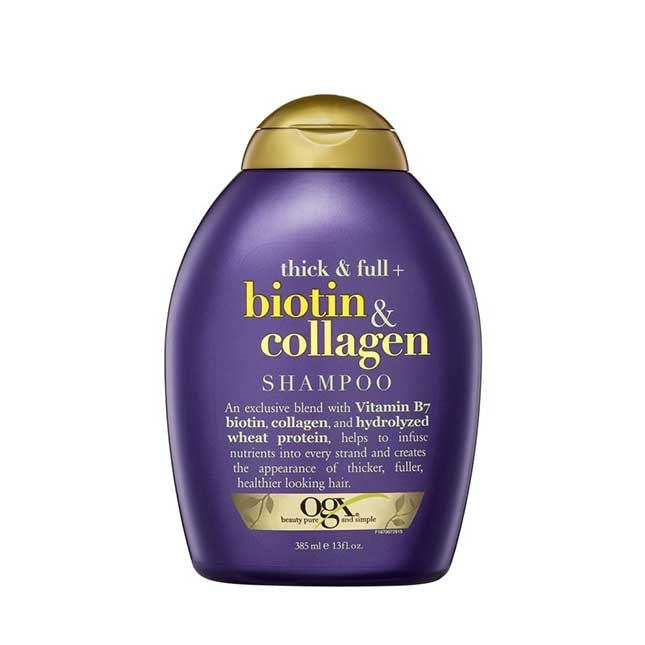 thick & full +
biotin &
collagen
SHAMPOO
An exclusive blend with Vitamin B7
biotin, collagen, and hydrolyzed
wheat protein, helps to infuse
nutrients into every strand and creates
the appearance of thicker, fuller,
healthier looking hair.
ogx®
beauty pure and simple
385 ml e 13fl.oz.